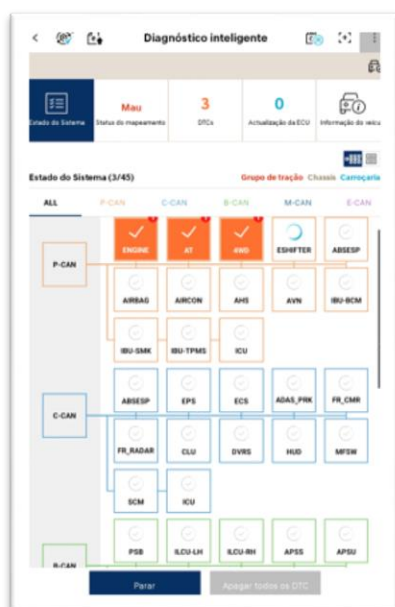 Diagnóstico inteligente
Mau 3 0
Estado do Sistema Status do mapeamento DTCs Actualização da ECU Informação do veícu
Estado do Sistema (3/45) Grupo de tração Chassis Carroçaria
ALL P-CAN C-CAN B-CAN M-CAN E-CAN
ENGINE AT 4WD ESHIFTER ABSESP
P-CAN
AIRBAG AIRCON AHS AVN IBU-BCM
IBU-SMK IBU-TPMS ICU
ABSESP EPS ECS ADAS_PRK FR_CMR
C-CAN
FR_RADAR CLU DVRS HUD MFSW
SCM ICU
PSB ILCU-LH ILCU-RH APSS APSU
B-CAN
Parar Apagar todos os DTC